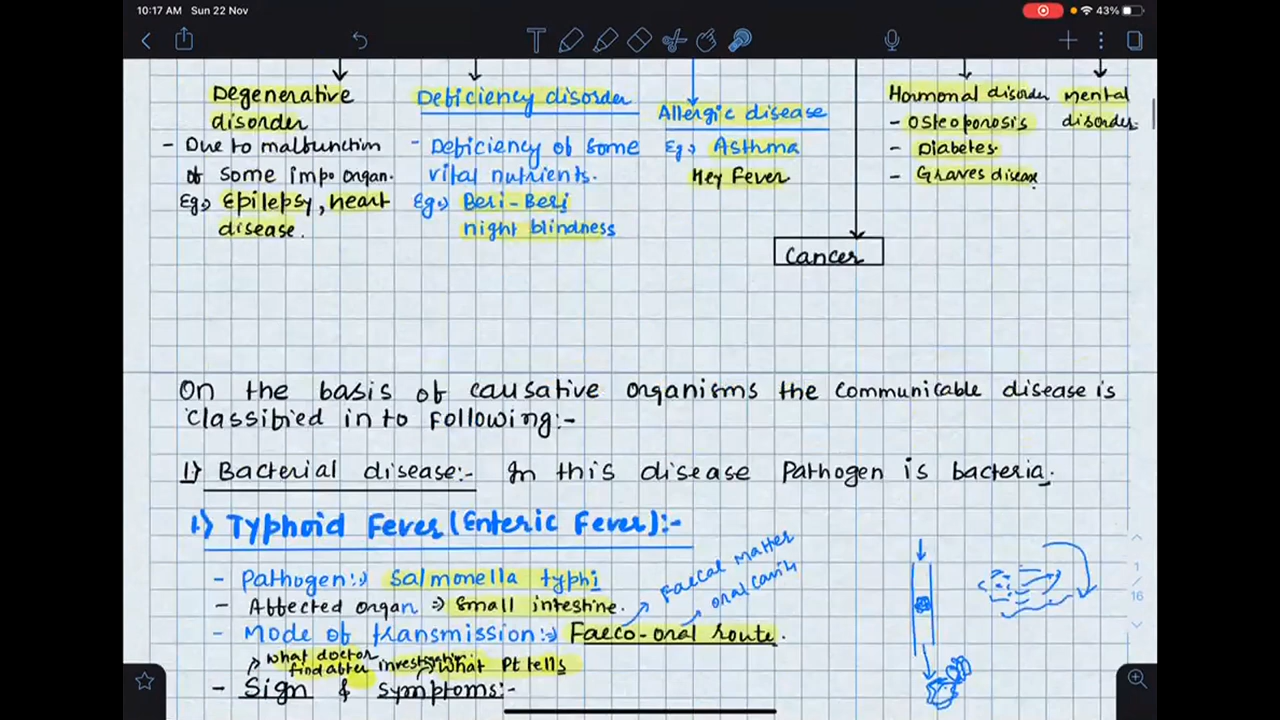 10:17 AM Sun 22 Nov
43%
Degenerative
disorder
- Due to malfunction
of some impo organ.
Eg:) Epilepsy, heart
disease.
Deficiency disorder
- Deficiency of some
vital nutrients.
Eg:) Beri-Beri
night blindness
Allergic disease
Eg:) Asthma
Hey Fever
Cancer
Hormonal disorder
- Osteoporosis
- Diabetes
- Graves disease
mental
disorder
On the basis of causative organisms the communicable disease is
classified in to following:-
1.) Bacterial disease:- In this disease Pathogen is bacteria.
1.) Typhoid Fever (Enteric Fever):-
- Pathogen:-) Salmonella typhi
- Affected organ => Small intestine.
- Mode of transmission:-) Faeco-oral route.
Faecal matter
oral cavity
what doctor
find after investigation.
What Pt tells
- Sign & symptoms:-
1
16